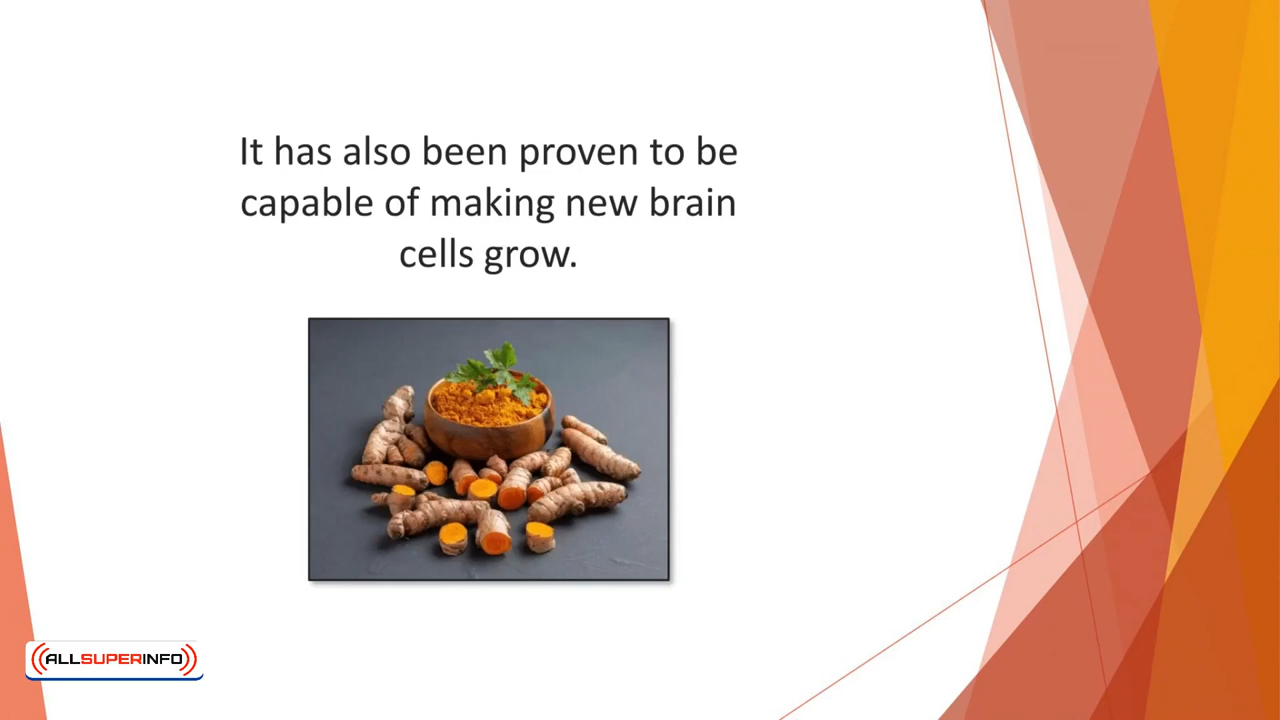 It has also been proven to be
capable of making new brain
cells grow.
ALLSUPERINFO